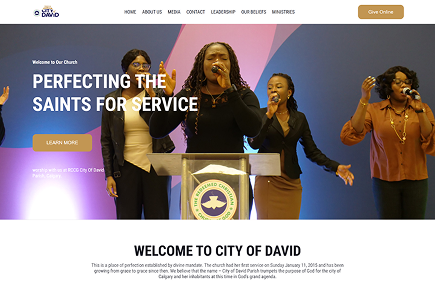 CITY OF
DAVID
HOME ABOUT US MEDIA CONTACT LEADERSHIP OUR BELIEFS MINISTRIES
Give Online
Welcome to Our Church
PERFECTING THE
SAINTS FOR SERVICE
LEARN MORE
worship with us at RCCG City Of David
Parish, Calgary
THE REDEEMED CHRISTIAN
WELCOME TO CITY OF DAVID
This is a place of perfection established by divine mandate. The church had her first service on Sunday January 11, 2015 and has been
growing from grace to grace since then. We believe that the name – City of David Parish trumpets the purpose of God for the city of
Calgary and her inhabitants at this time in God's grand agenda.